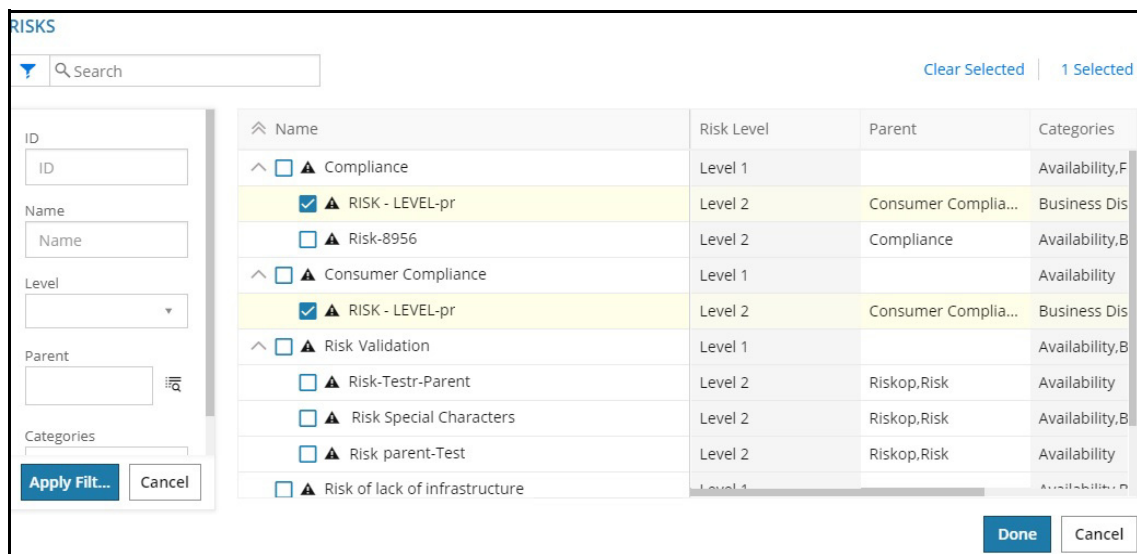 RISKS
Search
Clear Selected
1 Selected
ID
ID
Name
Name
Level
Parent
Categories
Apply Filt...
Cancel
Name Risk Level Parent Categories
Compliance Level 1 Availability,F
RISK - LEVEL-pr Level 2 Consumer Complia... Business Dis
Risk-8956 Level 2 Compliance Availability,B
Consumer Compliance Level 1 Availability
RISK - LEVEL-pr Level 2 Consumer Complia... Business Dis
Risk Validation Level 1 Availability,B
Risk-Testr-Parent Level 2 Riskop,Risk Availability
Risk Special Characters Level 2 Riskop,Risk Availability,B
Risk parent-Test Level 2 Riskop,Risk Availability
Risk of lack of infrastructure Level 1 Availability,B
Done
Cancel